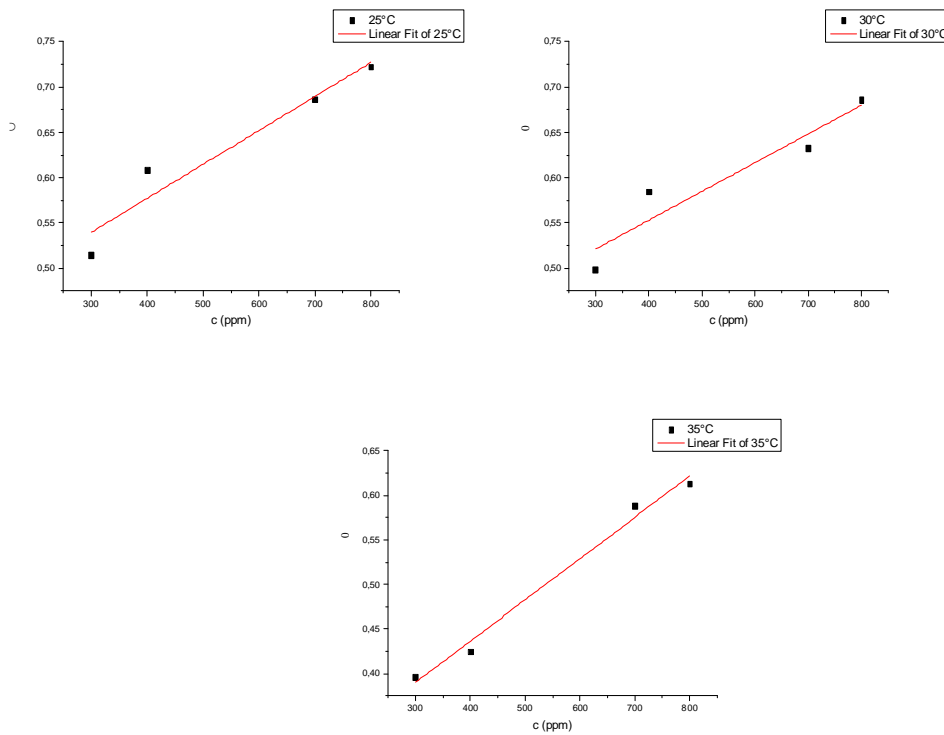 25°C
Linear Fit of 25°C
0,75
0,70
0,65
0,60
0,55
0,50
300 400 500 600 700 800
c (ppm)
30°C
Linear Fit of 30°C
0,75
0,70
0,65
0,60
0,55
0,50
θ
300 400 500 600 700 800
c (ppm)
35°C
Linear Fit of 35°C
0,65
0,60
0,55
0,50
0,45
0,40
θ
300 400 500 600 700 800
c (ppm)